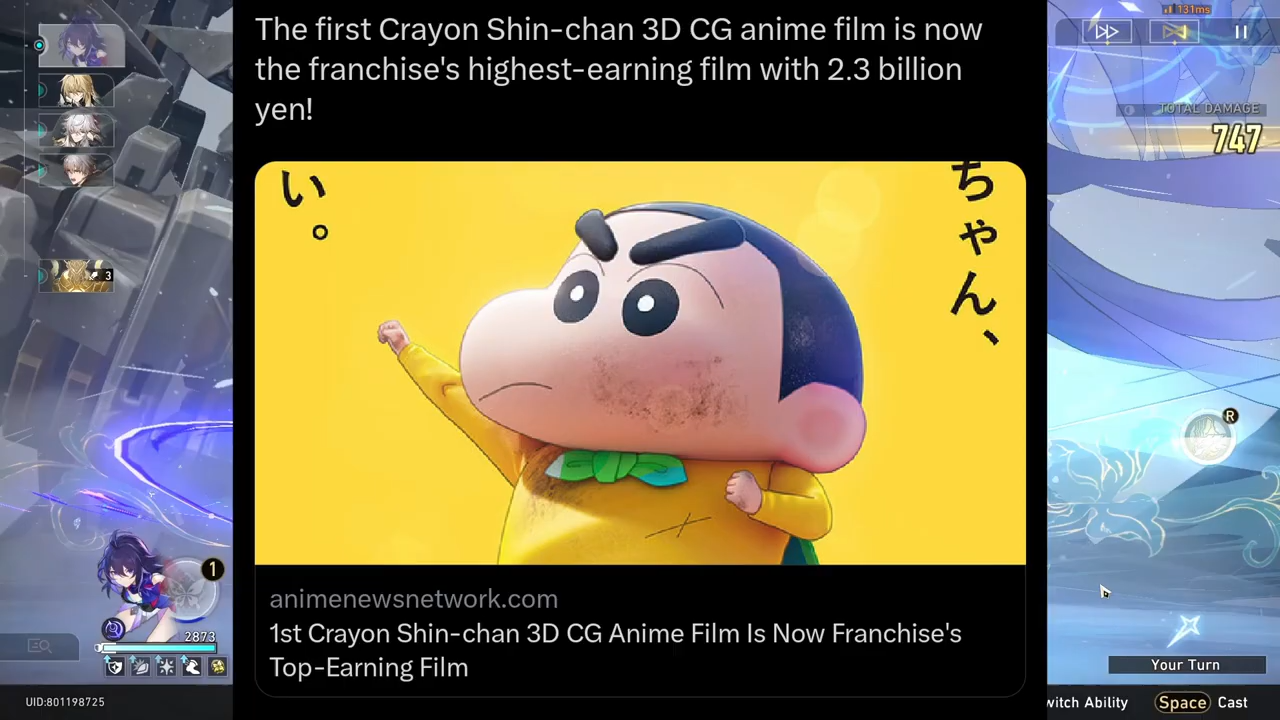 131ms
The first Crayon Shin-chan 3D CG anime film is now
the franchise's highest-earning film with 2.3 billion
yen!
TOTAL DAMAGE
747
い。
ちゃん、
3
R
1
2873
animenewsnetwork.com
1st Crayon Shin-chan 3D CG Anime Film Is Now Franchise's
Top-Earning Film
Your Turn
UID:801198725
witch Ability Space Cast